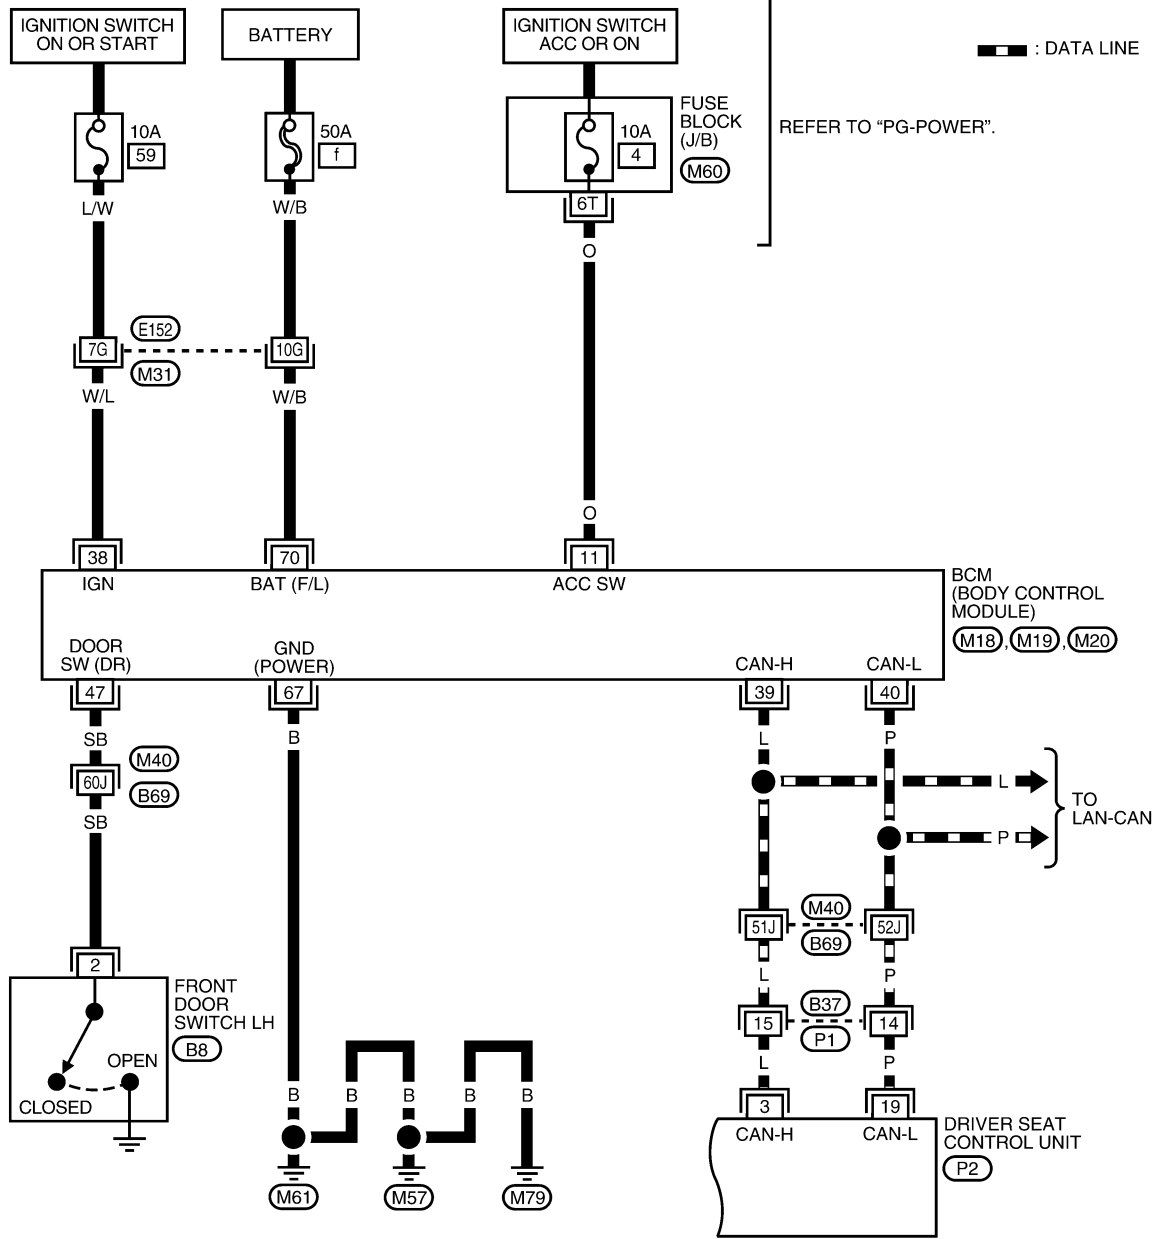 IGNITION SWITCH
ON OR START
BATTERY
IGNITION SWITCH
ACC OR ON
: DATA LINE
10A
59
50A
f
10A
4
FUSE
BLOCK
(J/B)
M60
REFER TO “PG-POWER”.
L/W
W/B
6T
O
E152
7G
10G
M31
W/L
W/B
O
38
70
11
IGN
BAT (F/L)
ACC SW
BCM
(BODY CONTROL
MODULE)
M18, M19, M20
DOOR
SW (DR)
GND
(POWER)
CAN-H
CAN-L
47
67
39
40
SB
B
L
P
M40
60J
B69
SB
L
P
TO
LAN-CAN
M40
51J
52J
B69
L
P
2
FRONT
DOOR
SWITCH LH
B8
OPEN
CLOSED
B37
15
14
P1
L
P
B
B
B
B
B
3
19
CAN-H
CAN-L
DRIVER SEAT
CONTROL UNIT
P2
M61
M57
M79